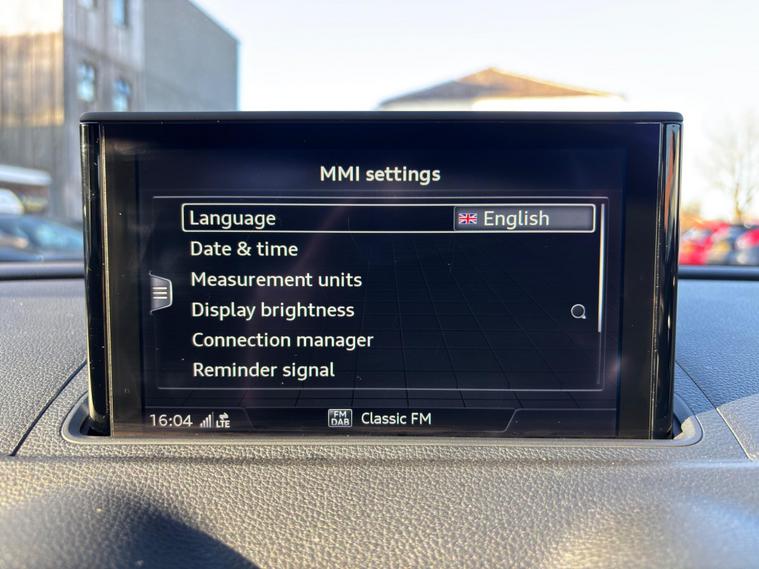 MMI settings
Language English
Date & time
Measurement units
Display brightness
Connection manager
Reminder signal
16:04 LTE FM DAB Classic FM